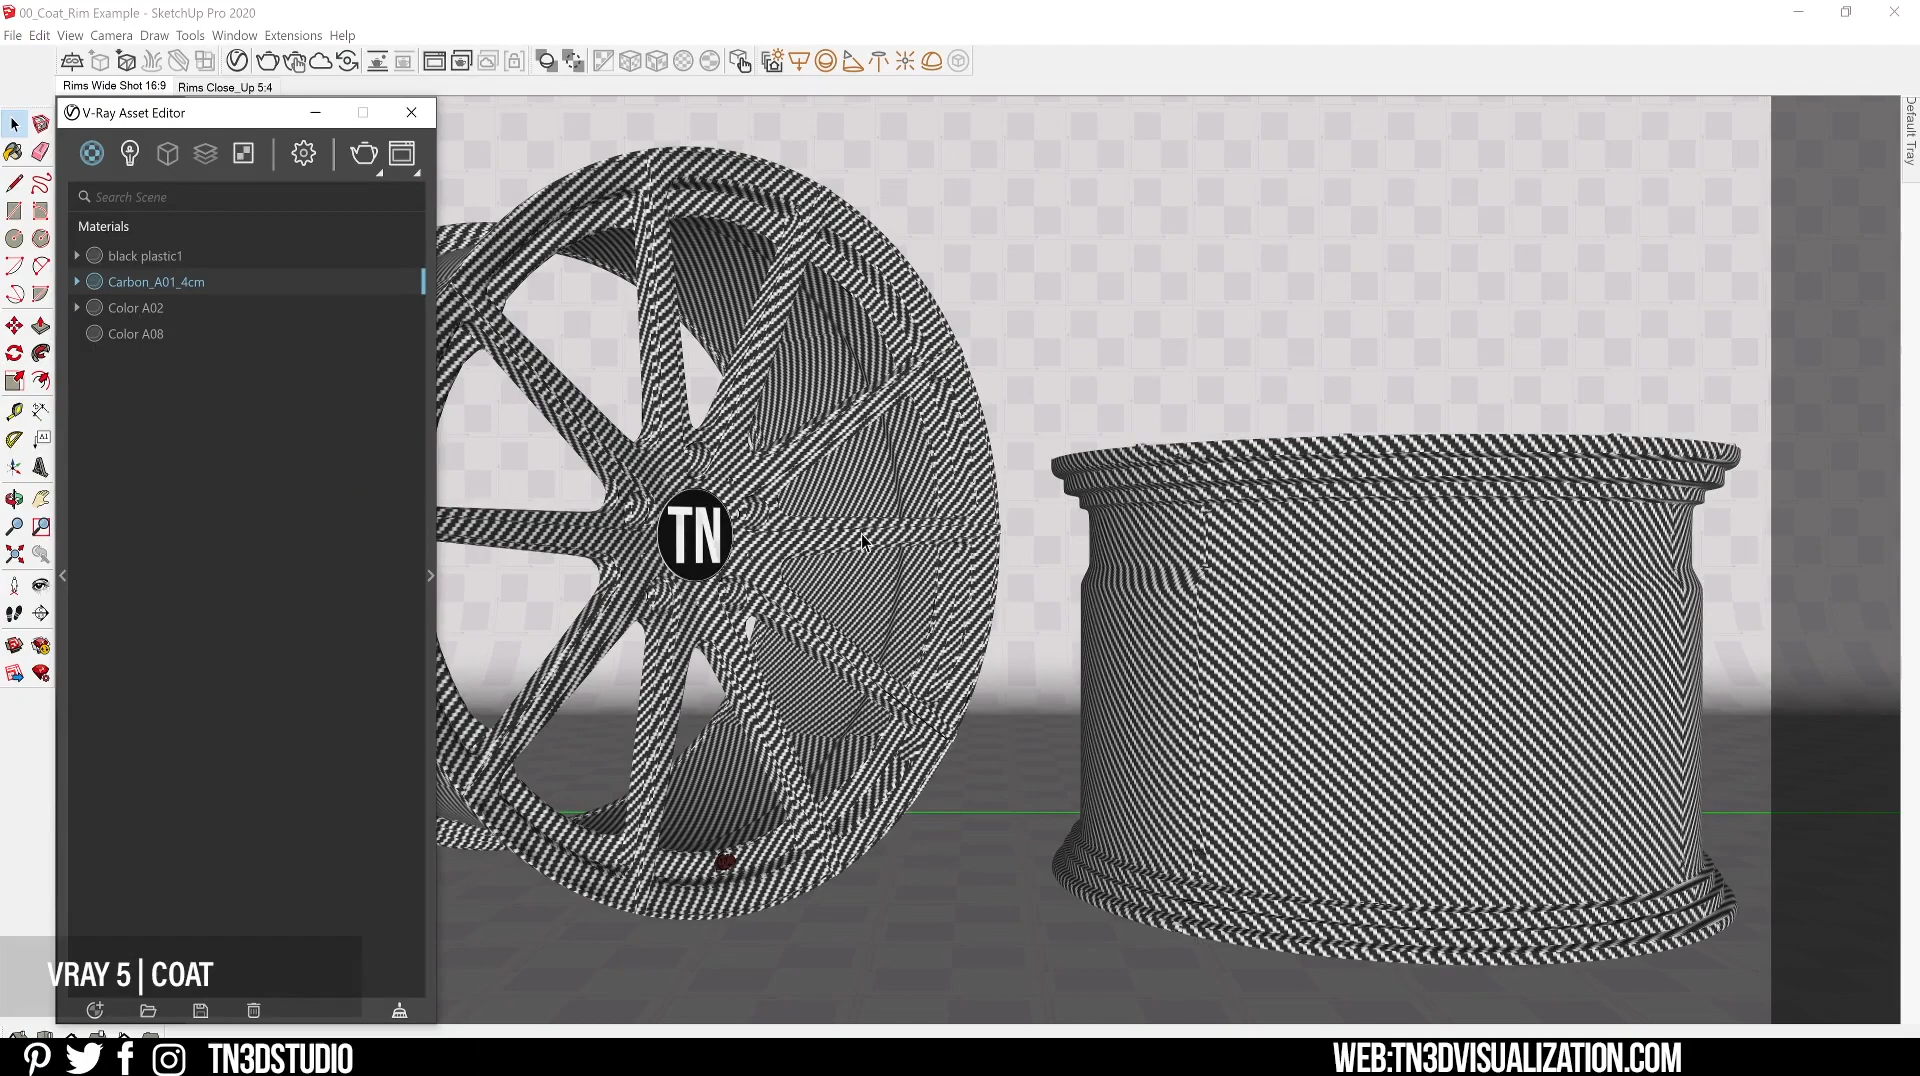 00_Coat_Rim Example - SketchUp Pro 2020
File Edit View Camera Draw Tools Window Extensions Help
Rims Wide Shot 16:9 Rims Close_Up 5:4
V-Ray Asset Editor
Default Tray
Search Scene
Materials
black plastic1
Carbon_A01_4cm
Color A02
Color A08
A1
TN
VRAY 5 | COAT
TN3DSTUDIO
WEB:TN3DVISUALIZATION.COM